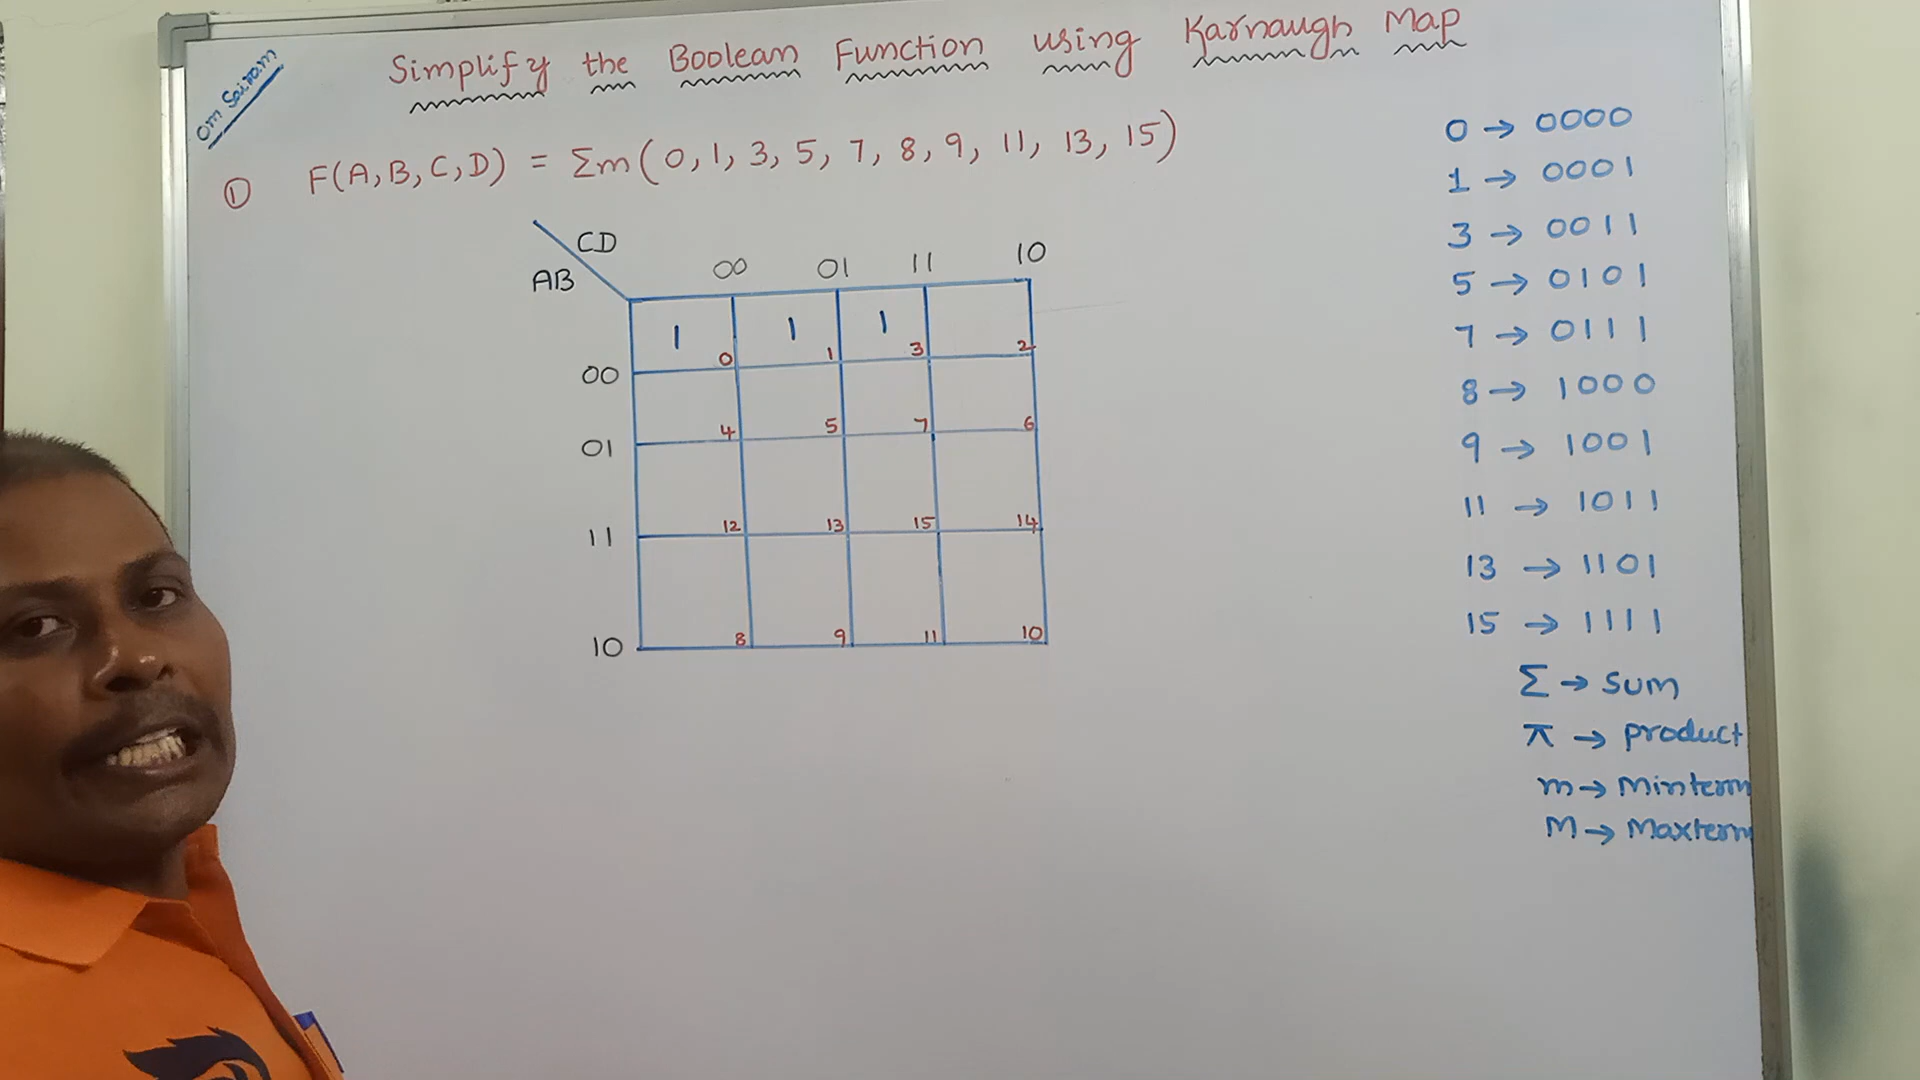 Om Sairam
Simplify the Boolean Function using Karnaugh Map
① F(A,B,C,D) = Σm(0,1,3,5,7,8,9,11,13,15)
CD
AB
00 01 11 10
1 1 1
0 1 3 2
00
4 5 7 6
01
12 13 15 14
11
8 9 11 10
10
0 → 0000
1 → 0001
3 → 0011
5 → 0101
7 → 0111
8 → 1000
9 → 1001
11 → 1011
13 → 1101
15 → 1111
Σ → sum
π → product
m → Minterm
M → Maxterm